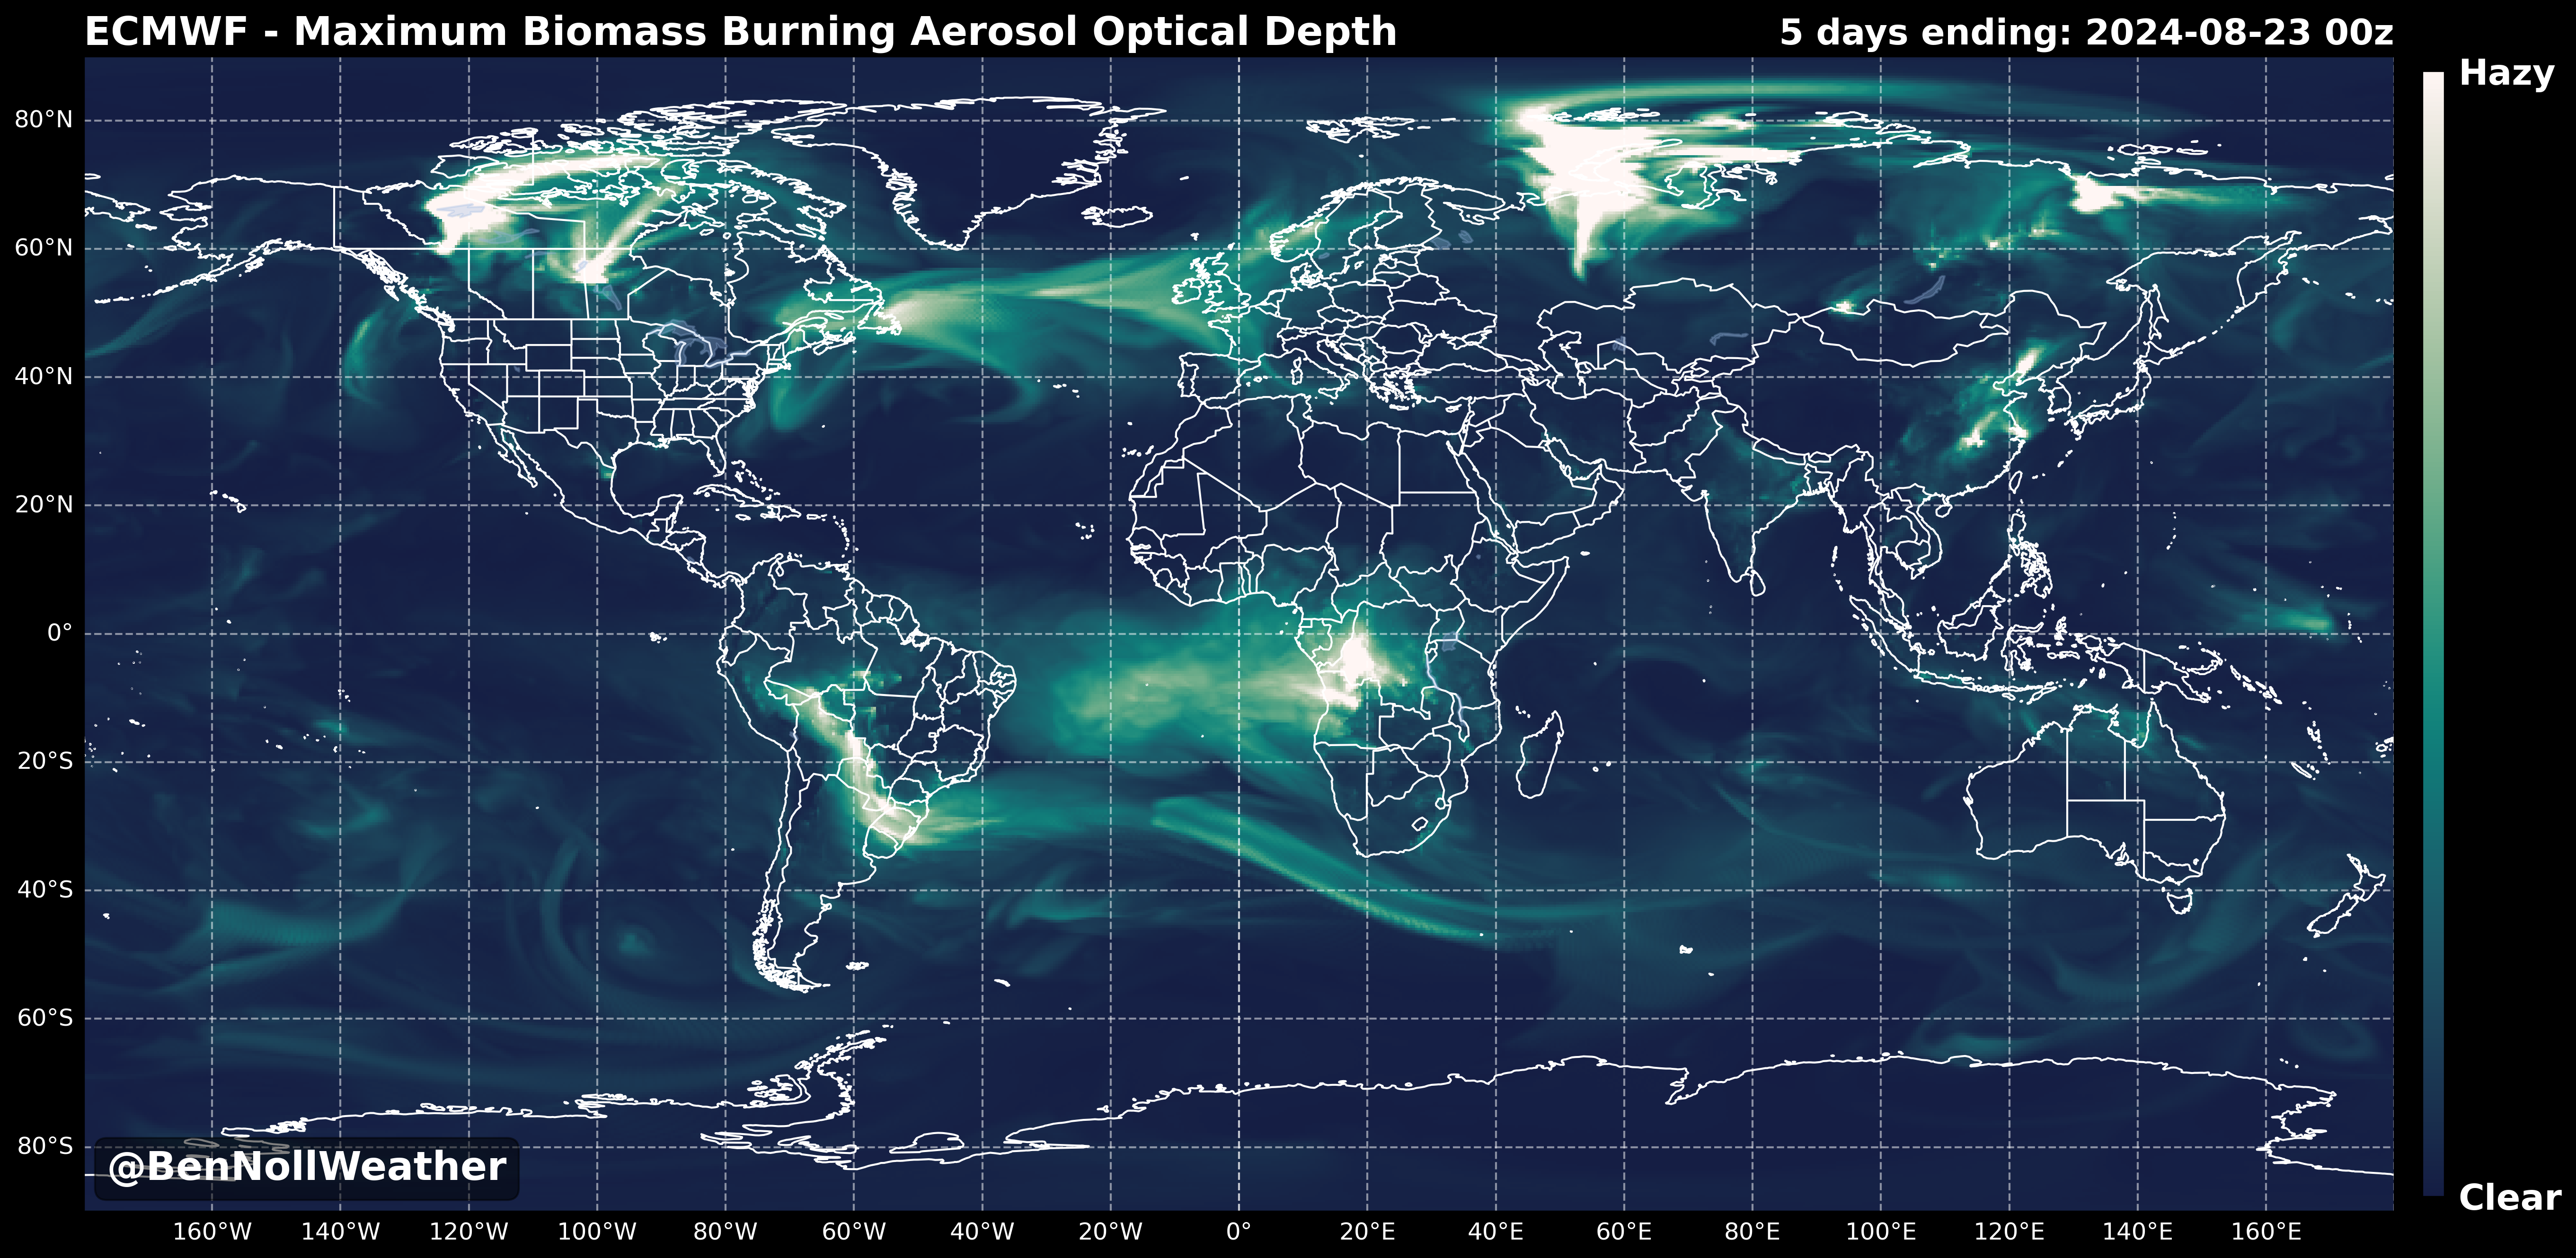 ECMWF - Maximum Biomass Burning Aerosol Optical Depth
5 days ending: 2024-08-23 00z
Hazy
80°N
60°N
40°N
20°N
0°
20°S
40°S
60°S
80°S
@BenNollWeather
Clear
160°W 140°W 120°W 100°W 80°W 60°W 40°W 20°W 0° 20°E 40°E 60°E 80°E 100°E 120°E 140°E 160°E